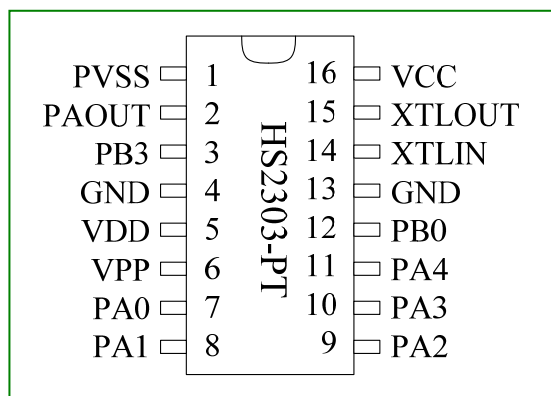 PVSS 1 16 VCC
PAOUT 2 15 XTLOUT
PB3 3 14 XTLIN
GND 4 13 GND
VDD 5 12 PB0
VPP 6 11 PA4
PA0 7 10 PA3
PA1 8 9 PA2
HS2303-PT